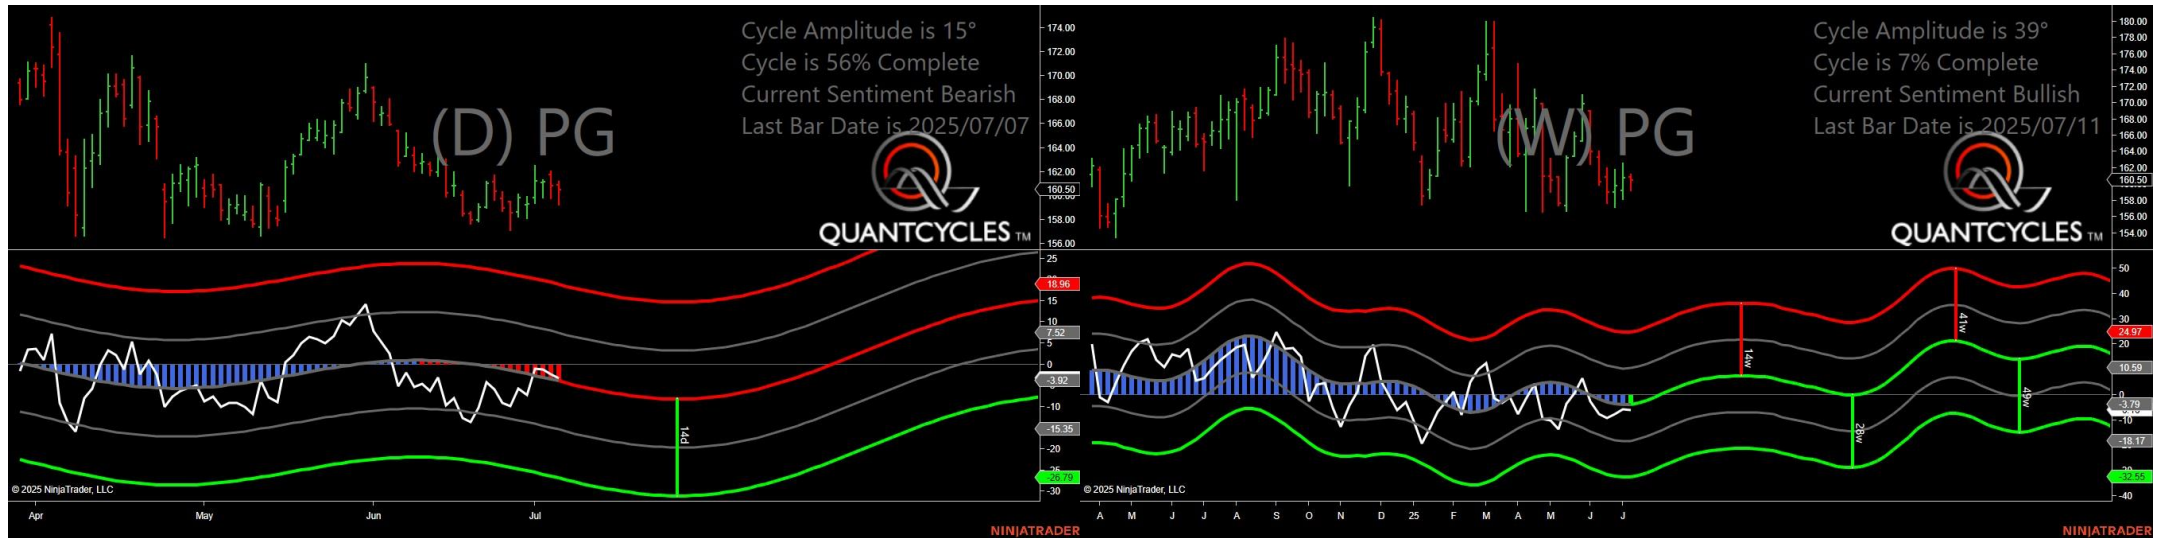 Cycle Amplitude is 15°
Cycle is 56% Complete
Current Sentiment Bearish
Last Bar Date is 2025/07/07
(D) PG
QUANTCYCLES TM
174.00
172.00
170.00
168.00
166.00
164.00
162.00
160.50
160.00
158.00
156.00
25
18.96
15
10
7.52
5
0
-3.92
-10
-15.35
-20
-25
-26.79
-30
14d
© 2025 NinjaTrader, LLC
Apr May Jun Jul
NINJATRADER
Cycle Amplitude is 39°
Cycle is 7% Complete
Current Sentiment Bullish
Last Bar Date is 2025/07/11
(W) PG
QUANTCYCLES TM
180.00
178.00
176.00
174.00
172.00
170.00
168.00
166.00
164.00
162.00
160.50
158.00
156.00
154.00
50
40
30
24.97
20
10.59
0
-3.79
-10
-18.17
-32.55
-40
14w
28w
41w
49w
© 2025 NinjaTrader, LLC
A M J J A S O N D 25 F M A M J J
NINJATRADER